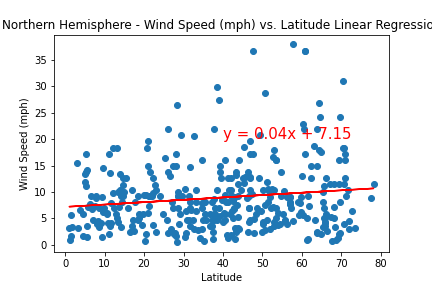 Northern Hemisphere - Wind Speed (mph) vs. Latitude Linear Regressio
35
30
25
20
15
10
5
0
Wind Speed (mph)
y = 0.04x + 7.15
0 10 20 30 40 50 60 70 80
Latitude